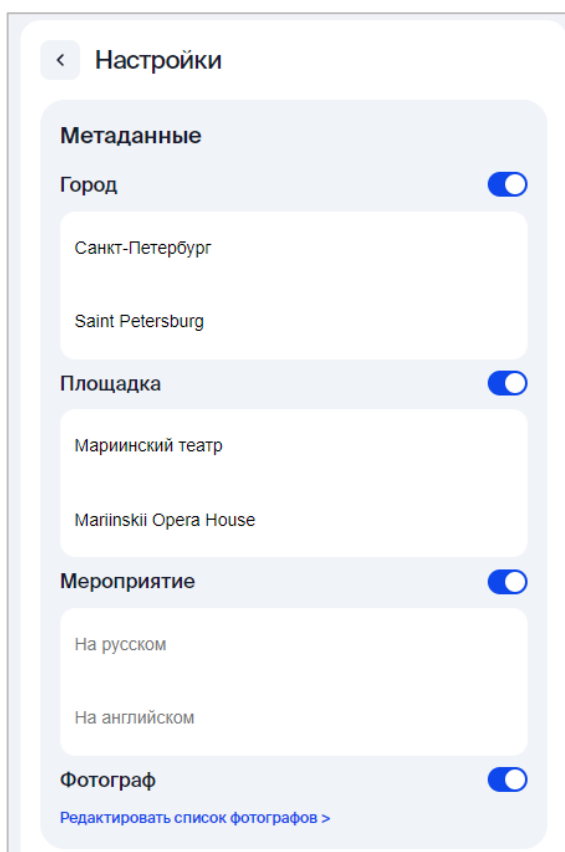 Настройки
Метаданные
Город
Санкт-Петербург
Saint Petersburg
Площадка
Мариинский театр
Mariinskii Opera House
Мероприятие
На русском
На английском
Фотограф
Редактировать список фотографов >